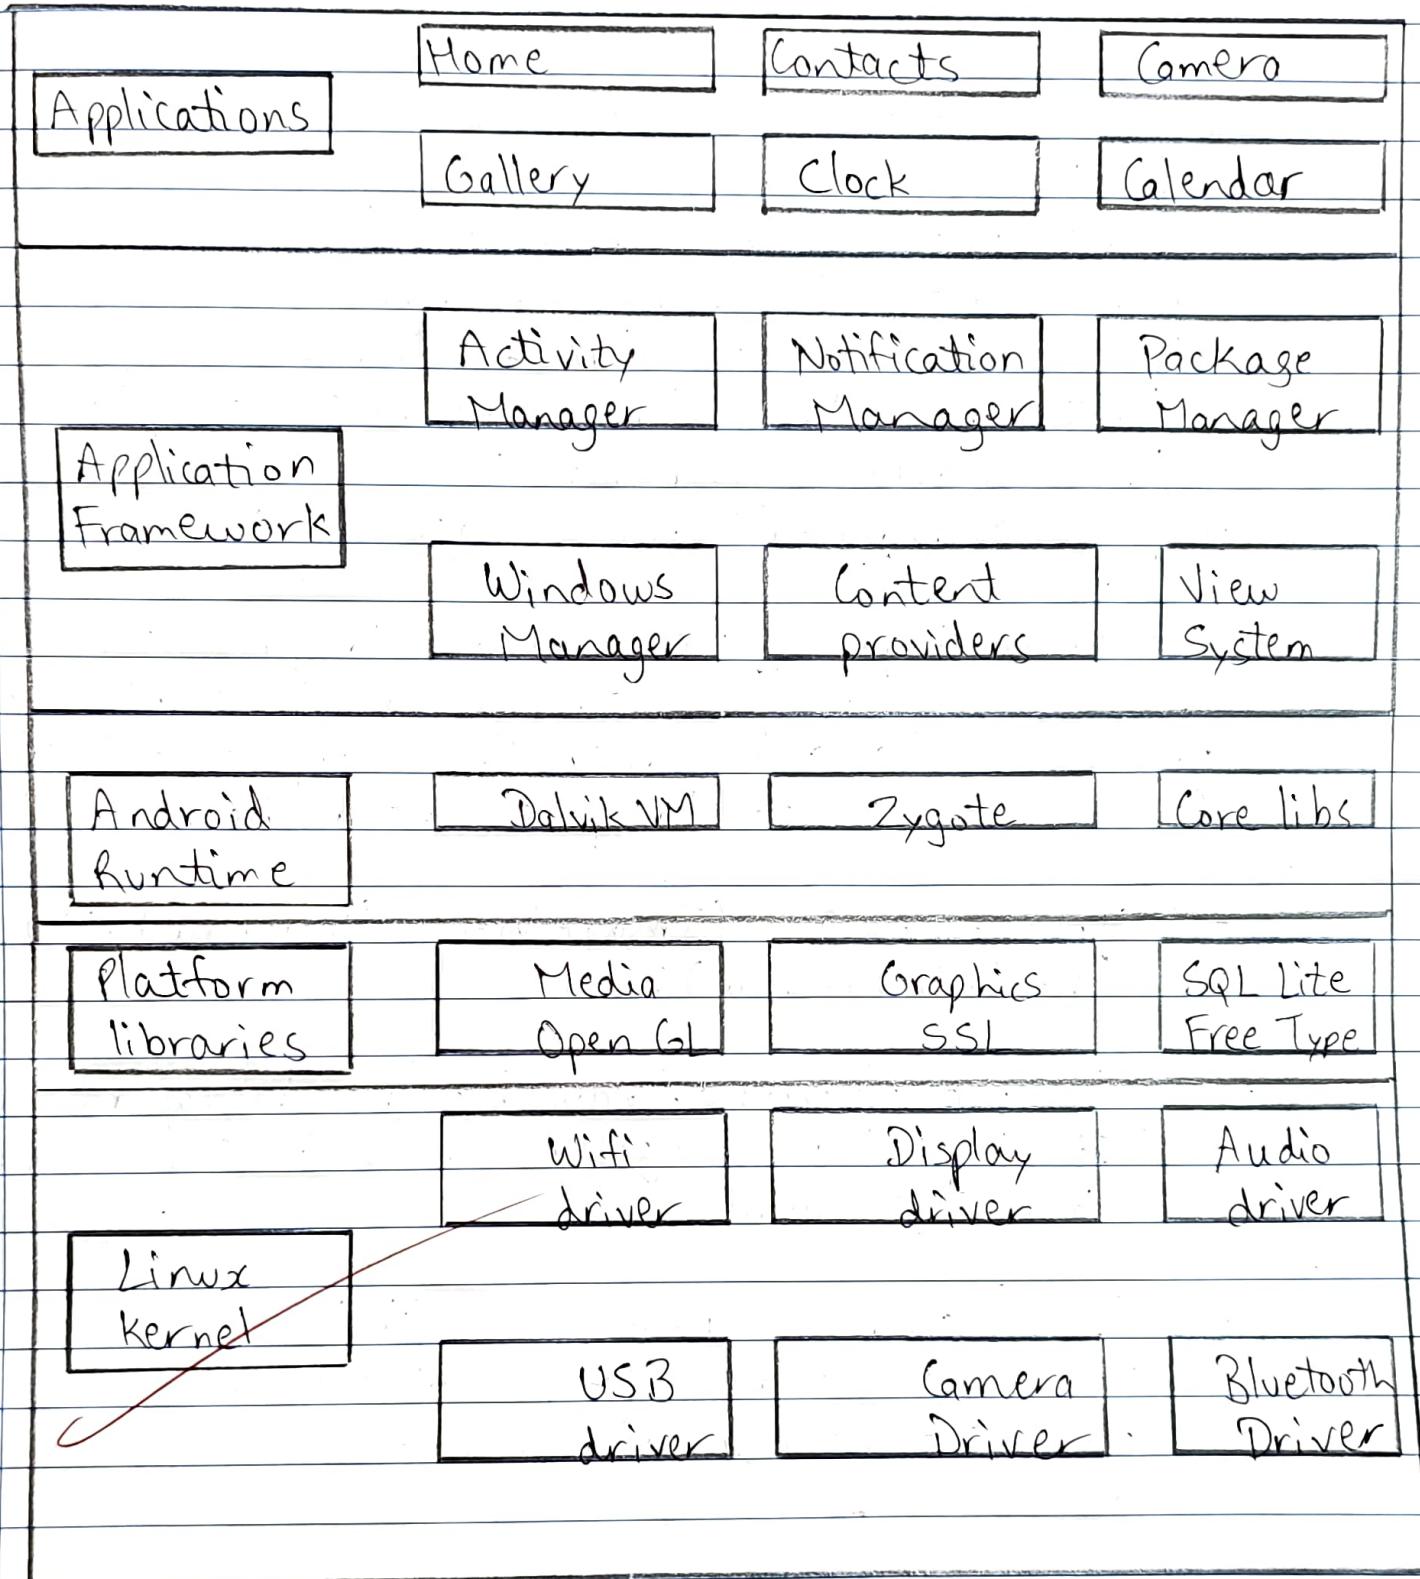 Home Contacts Camera
Applications
Gallery Clock Calendar
Activity Notification Package
Manager Manager Manager
Application
Framework
Windows Content View
Manager providers System
Android Dalvik VM Zygote Core libs
Runtime
Platform Media Graphics SQL Lite
libraries Open GL SSL Free Type
Wifi Display Audio
driver driver driver
Linux
kernel
USB Camera Bluetooth
driver Driver Driver